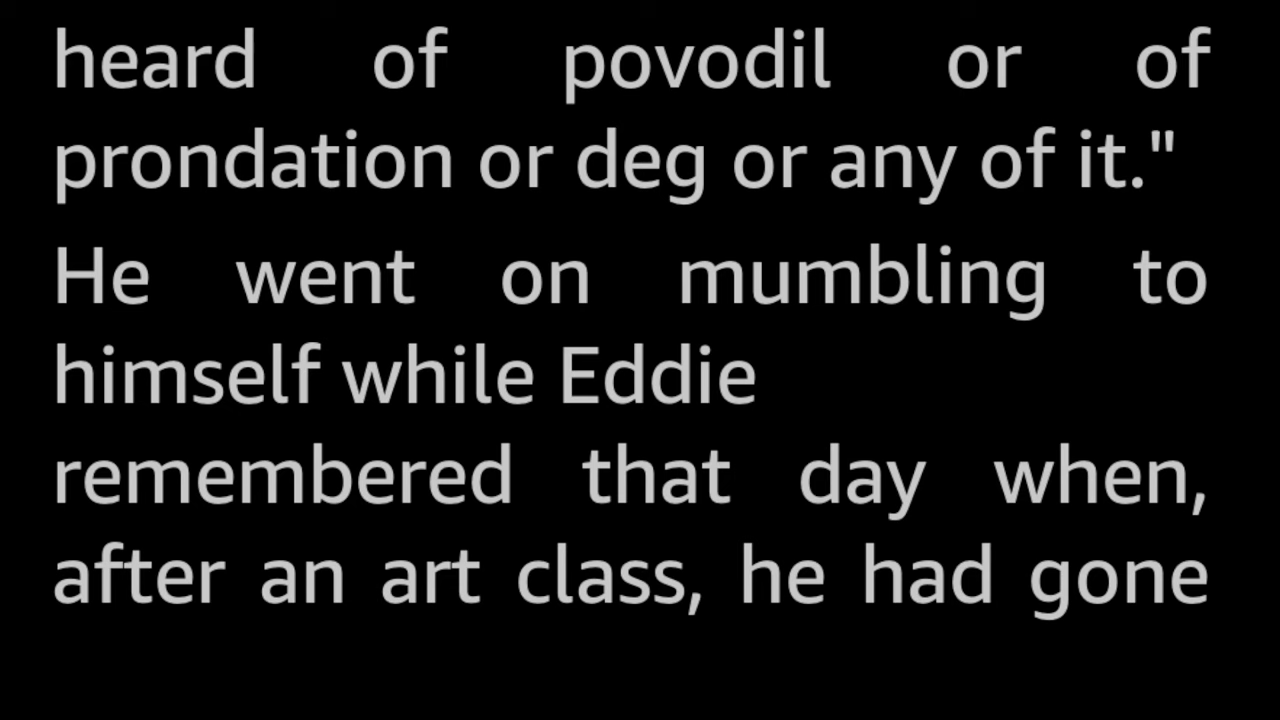 heard of povodil or of
prondation or deg or any of it."
He went on mumbling to
himself while Eddie
remembered that day when,
after an art class, he had gone